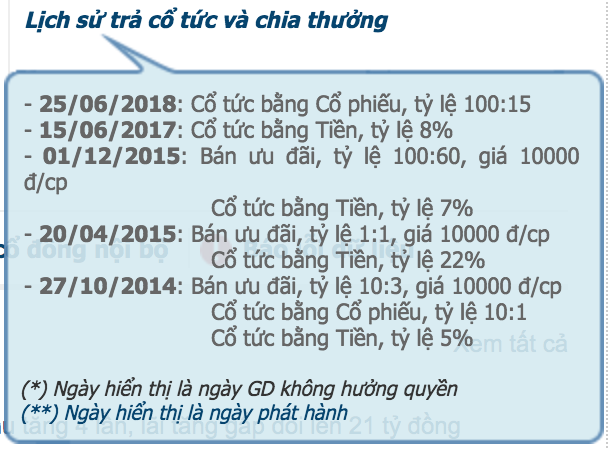 Lịch sử trả cổ tức và chia thưởng
- 25/06/2018: Cổ tức bằng Cổ phiếu, tỷ lệ 100:15
- 15/06/2017: Cổ tức bằng Tiền, tỷ lệ 8%
- 01/12/2015: Bán ưu đãi, tỷ lệ 100:60, giá 10000
đ/cp
Cổ tức bằng Tiền, tỷ lệ 7%
- 20/04/2015: Bán ưu đãi, tỷ lệ 1:1, giá 10000 đ/cp
cổ đông nội bộ
Báo lỗi dữ liệu
Cổ tức bằng Tiền, tỷ lệ 22%
- 27/10/2014: Bán ưu đãi, tỷ lệ 10:3, giá 10000 đ/cp
Cổ tức bằng Cổ phiếu, tỷ lệ 10:1
Cổ tức bằng Tiền, tỷ lệ 5%
Xem tất cả
(*) Ngày hiển thị là ngày GD không hưởng quyền
(**) Ngày hiển thị là ngày phát hành
tăng 4 lần, lãi tăng gấp đôi lên 21 tỷ đồng